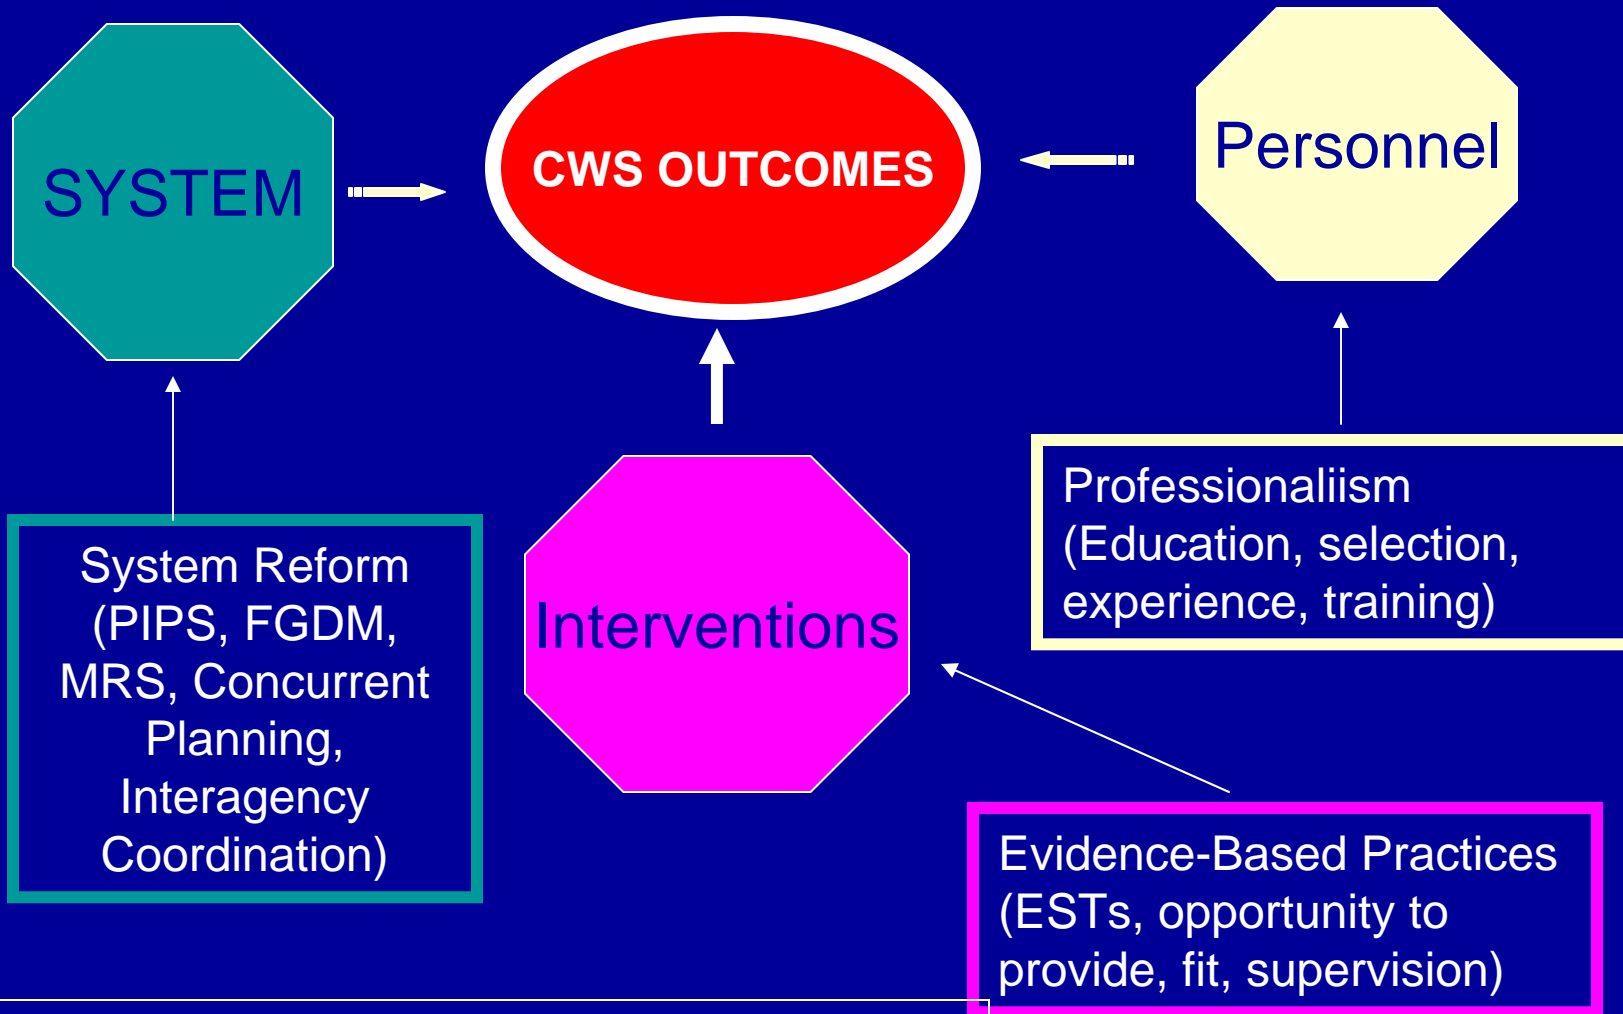 SYSTEM
CWS OUTCOMES
Personnel
System Reform
(PIPS, FGDM,
MRS, Concurrent
Planning,
Interagency
Coordination)
Interventions
Professionaliism
(Education, selection,
experience, training)
Evidence-Based Practices
(ESTs, opportunity to
provide, fit, supervision)